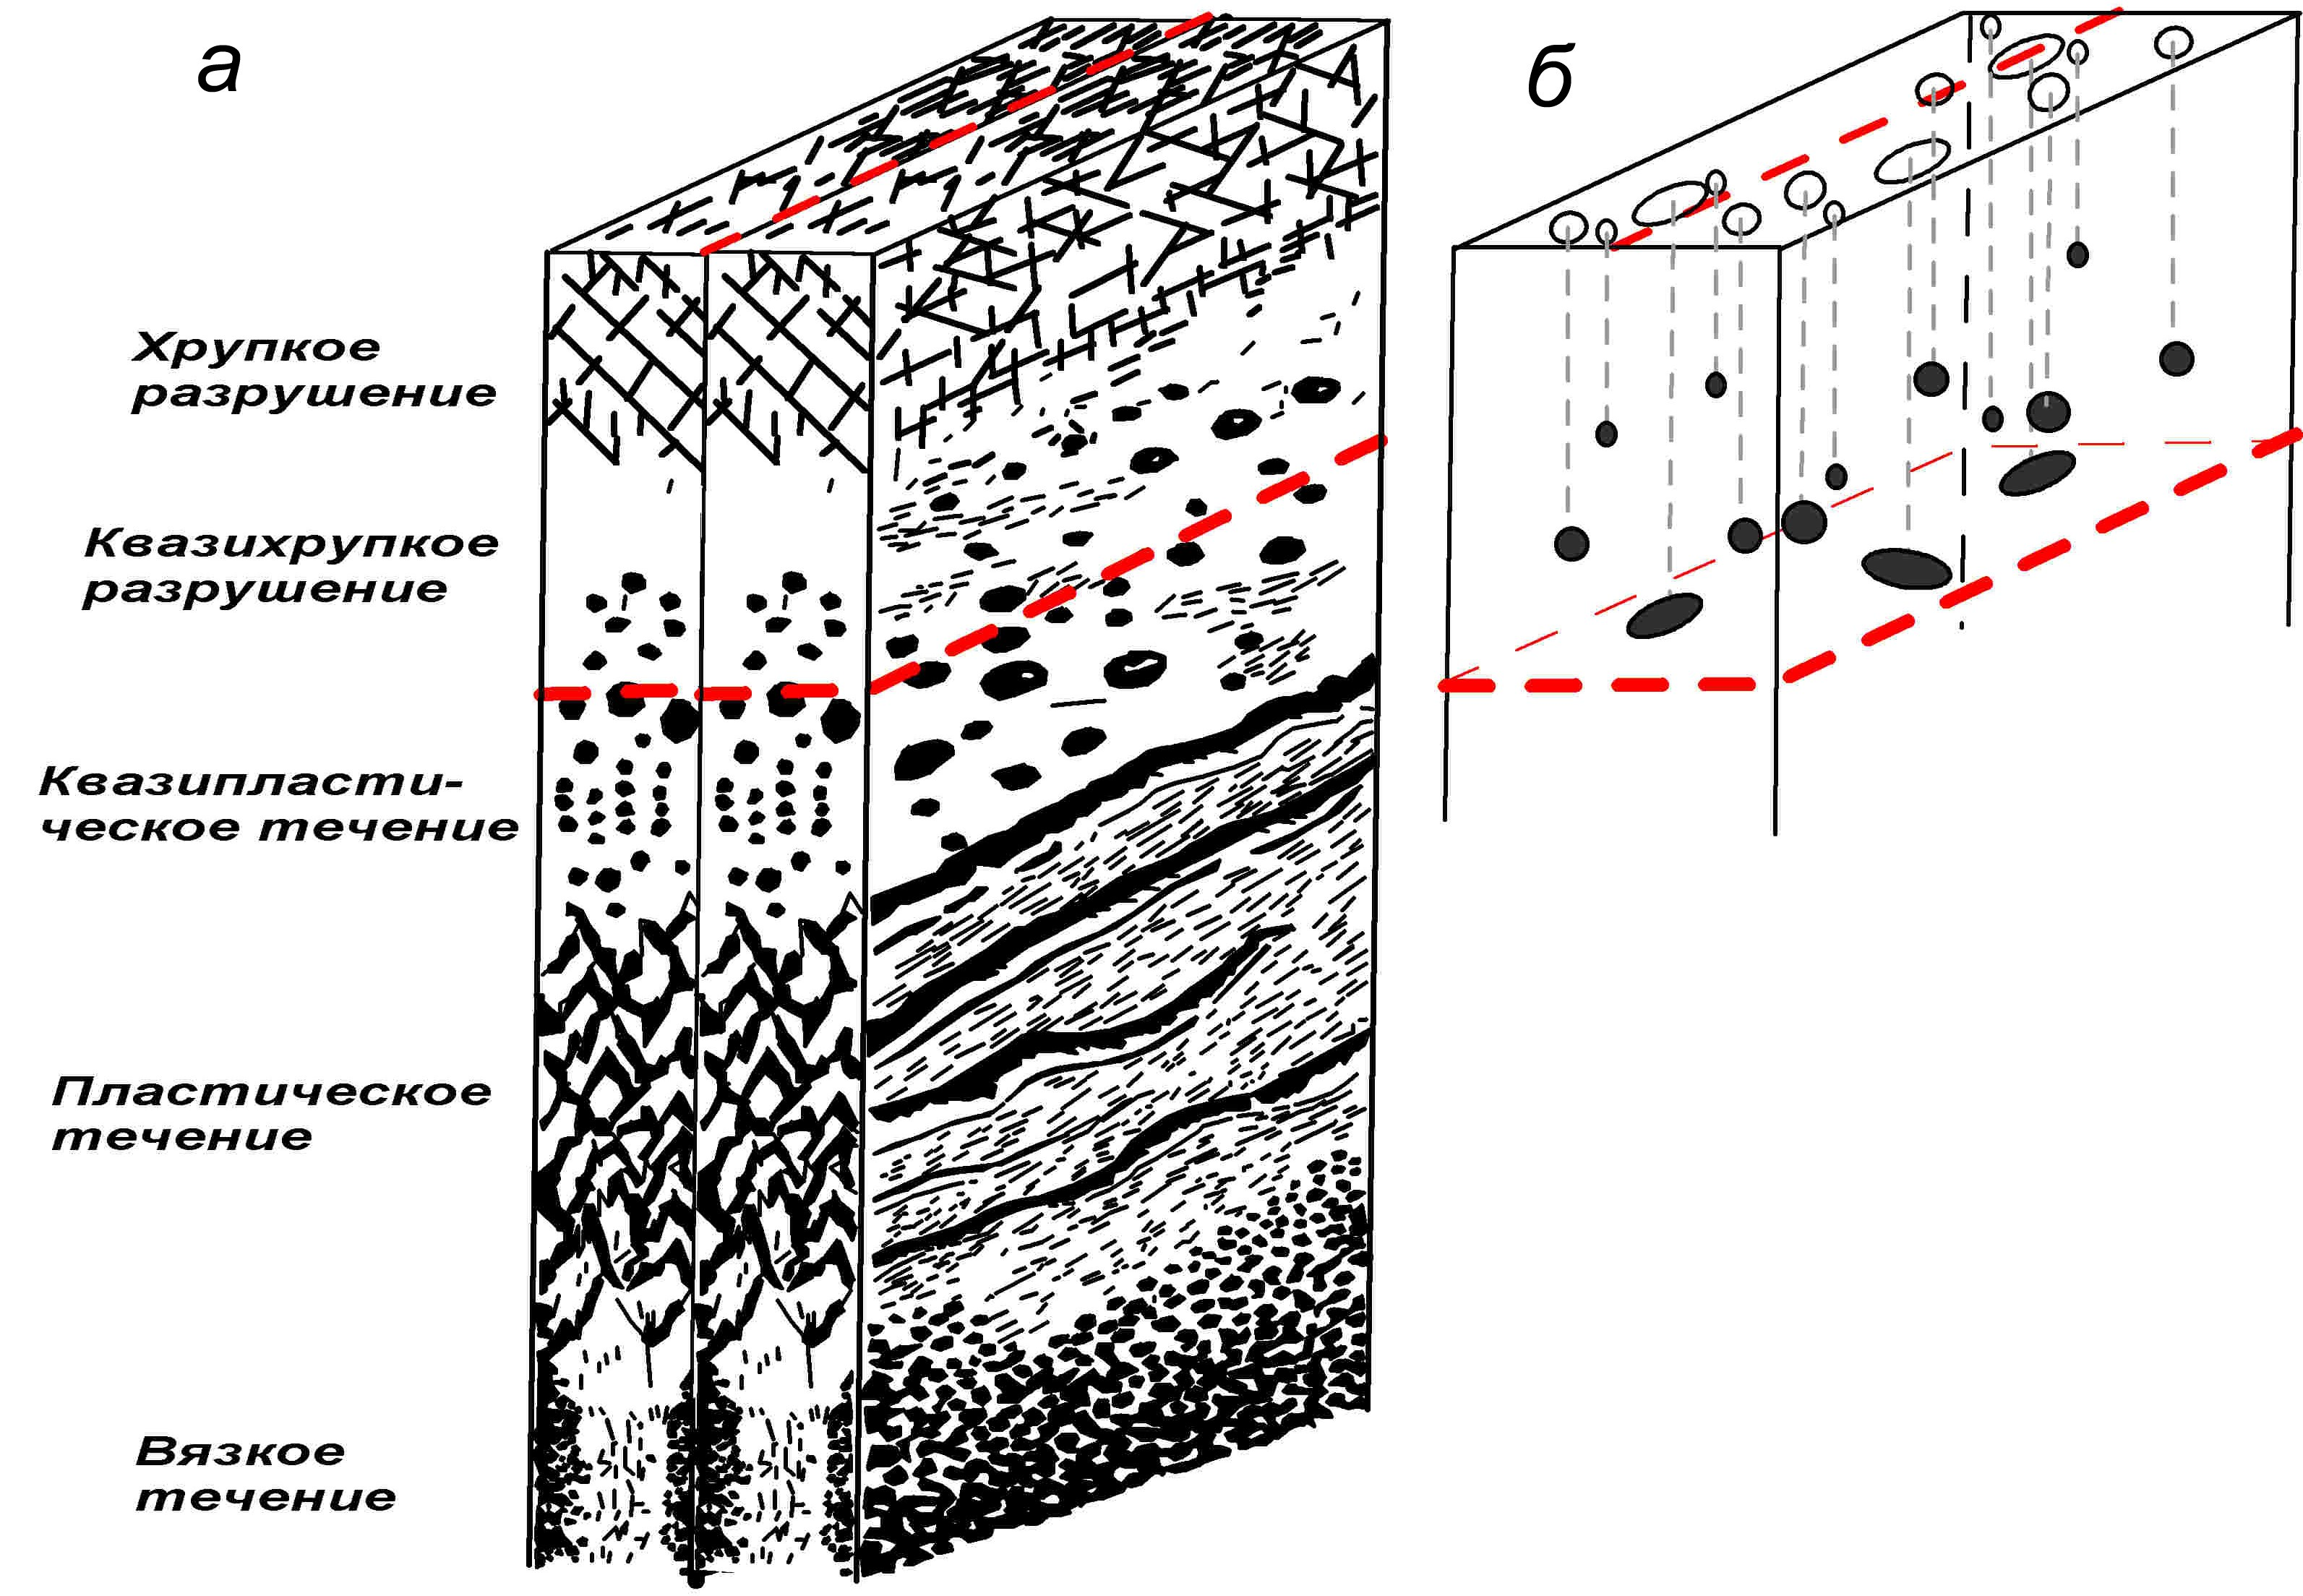 а
б
Хрупкое
разрушение
Квазихрупкое
разрушение
Квазипласти-
ческое течение
Пластическое
течение
Вязкое
течение